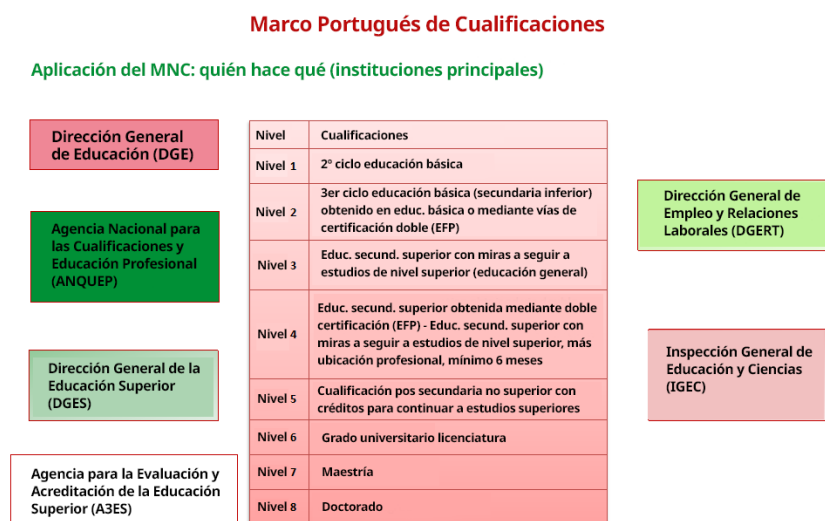 Marco Portugués de Cualificaciones
Aplicación del MNC: quién hace qué (instituciones principales)
Dirección General
de Educación (DGE)
Agencia Nacional para
las Cualificaciones y
Educación Profesional
(ANQUEP)
Dirección General de la
Educación Superior
(DGES)
Agencia para la Evaluación y
Acreditación de la Educación
Superior (A3ES)
Nivel Cualificaciones
Nivel 1 2º ciclo educación básica
Nivel 2 3er ciclo educación básica (secundaria inferior)
obtenido en educ. básica o mediante vías de
certificación doble (EFP)
Nivel 3 Educ. secund. superior con miras a seguir a
estudios de nivel superior (educación general)
Nivel 4 Educ. secund. superior obtenida mediante doble
certificación (EFP) - Educ. secund. superior con
miras a seguir a estudios de nivel superior, más
ubicación profesional, mínimo 6 meses
Nivel 5 Cualificación pos secundaria no superior con
créditos para continuar a estudios superiores
Nivel 6 Grado universitario licenciatura
Nivel 7 Maestría
Nivel 8 Doctorado
Dirección General de
Empleo y Relaciones
Laborales (DGERT)
Inspección General de
Educación y Ciencias
(IGEC)